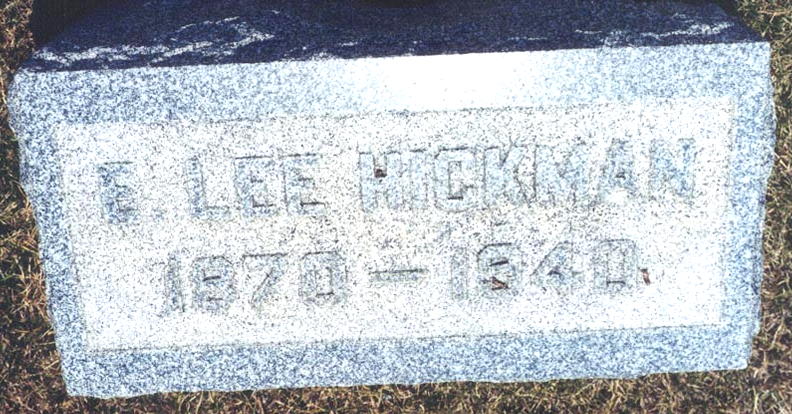 E. LEE HICKMAN
1870 — 1940